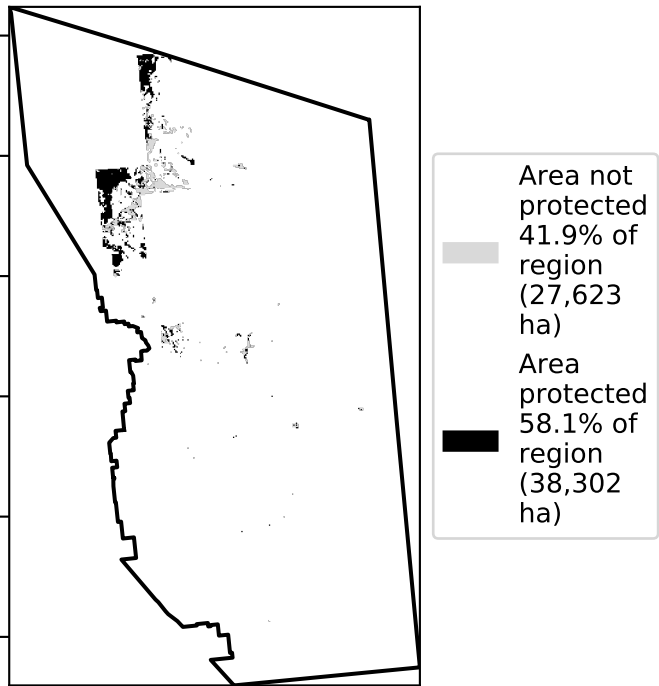 Area not
protected
41.9% of
region
(27,623
ha)
Area
protected
58.1% of
region
(38,302
ha)